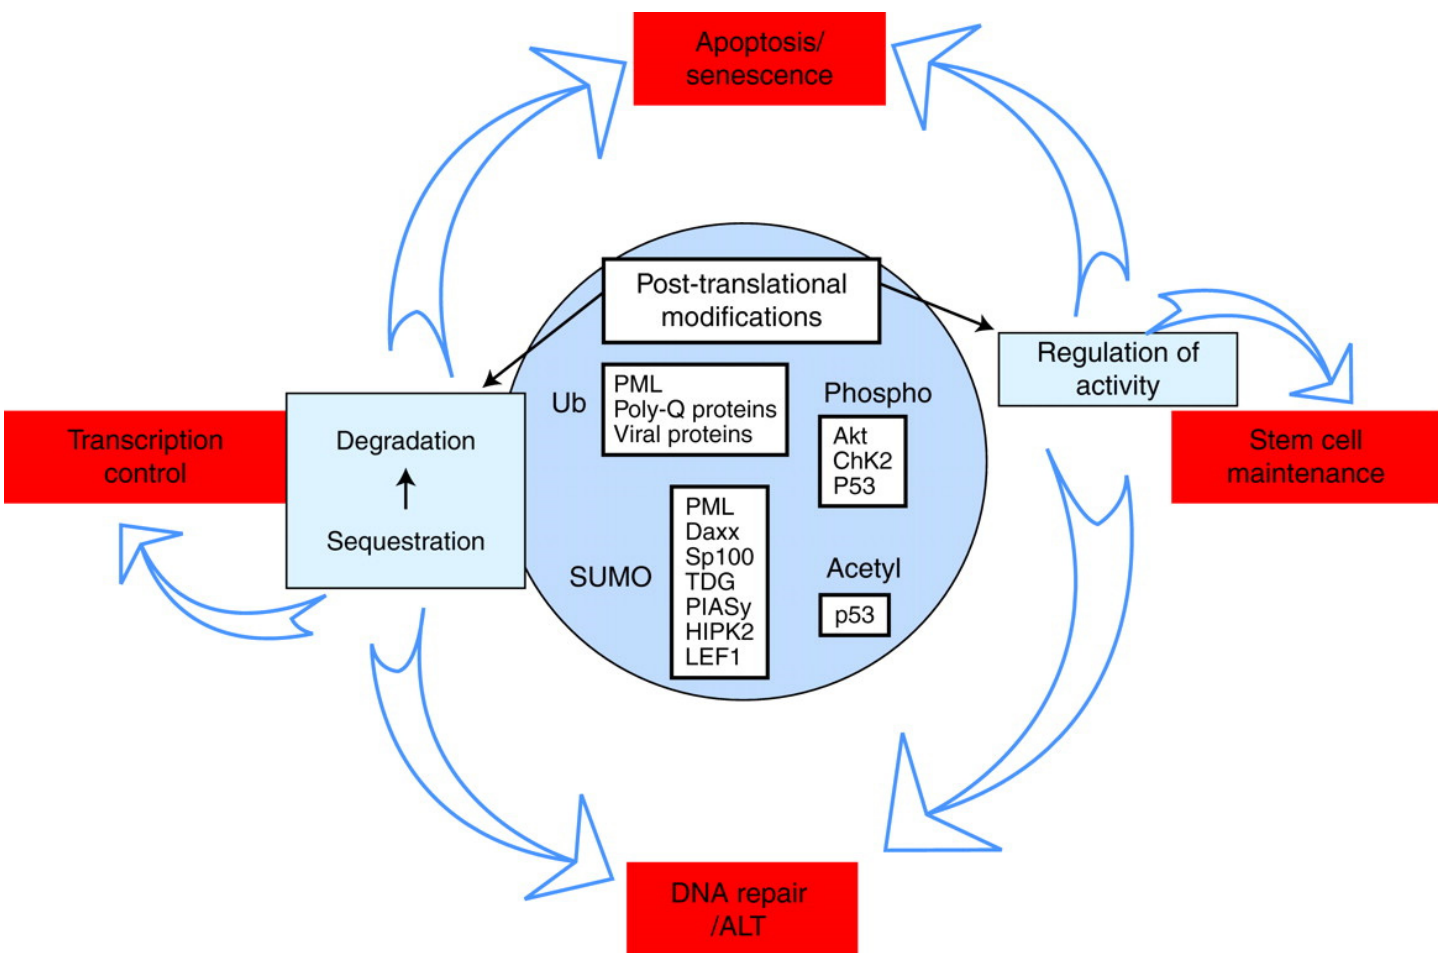 Apoptosis/
senescence
Post-translational
modifications
Regulation of
activity
Ub
PML
Poly-Q proteins
Viral proteins
Phospho
Akt
ChK2
P53
Transcription
control
Degradation
Sequestration
Stem cell
maintenance
SUMO
PML
Daxx
Sp100
TDG
PIASy
HIPK2
LEF1
Acetyl
p53
DNA repair
/ALT